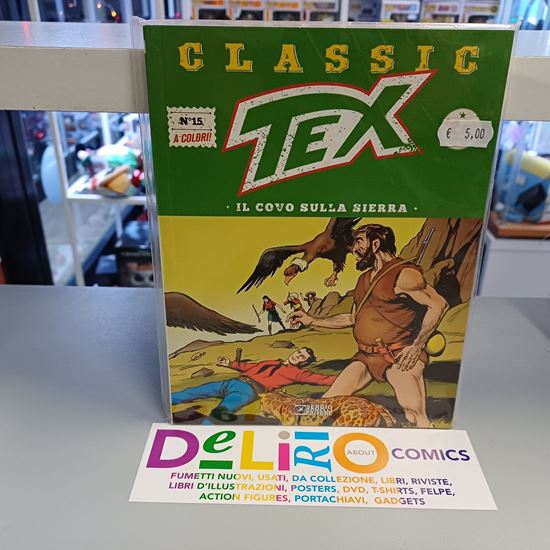 CLASSIC
TEX
N°15
A COLORI!
€ 5,00
· IL COVO SULLA SIERRA ·
SERGIO BONELLI EDITORE
DeLiRiO ABOUT COMICS
FUMETTI NUOVI, USATI, DA COLLEZIONE, LIBRI, RIVISTE,
LIBRI D'ILLUSTRAZIONI, POSTERS, DVD, T-SHIRTS, FELPE,
ACTION FIGURES, PORTACHIAVI, GADGETS